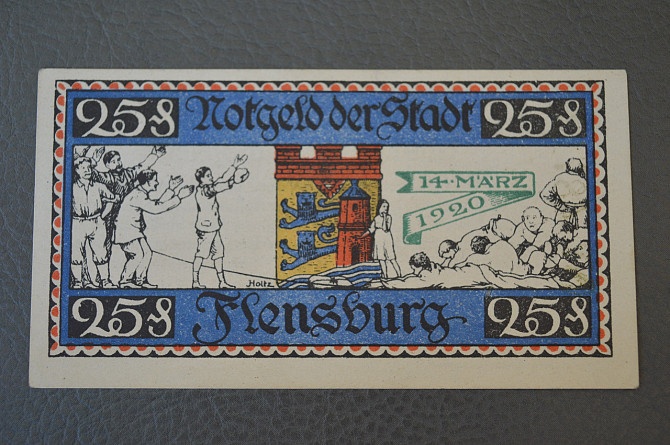 25₰ Notgeld der Stadt 25₰
14·MÄRZ
1920
Holtz
25₰ Flensburg 25₰